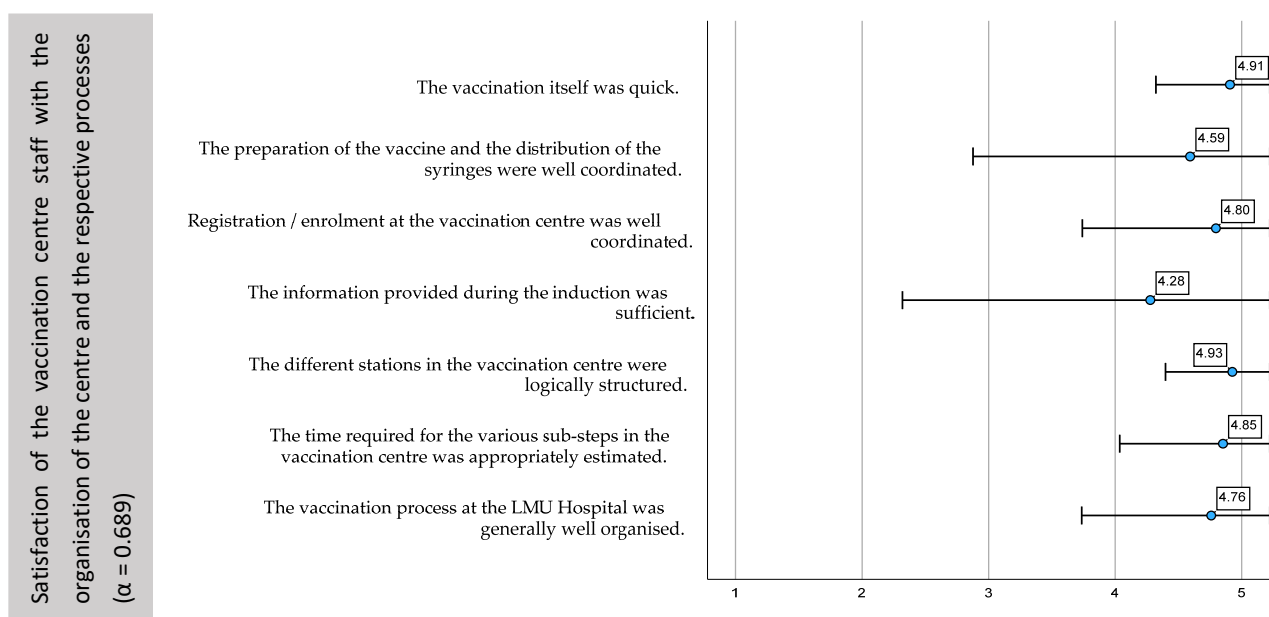 Satisfaction of the vaccination centre staff with the
organisation of the centre and the respective processes
(α = 0.689)
The vaccination itself was quick.
4.91
The preparation of the vaccine and the distribution of the
syringes were well coordinated.
4.59
Registration / enrolment at the vaccination centre was well
coordinated.
4.80
The information provided during the induction was
sufficient.
4.28
The different stations in the vaccination centre were
logically structured.
4.93
The time required for the various sub-steps in the
vaccination centre was appropriately estimated.
4.85
The vaccination process at the LMU Hospital was
generally well organised.
4.76
1 2 3 4 5